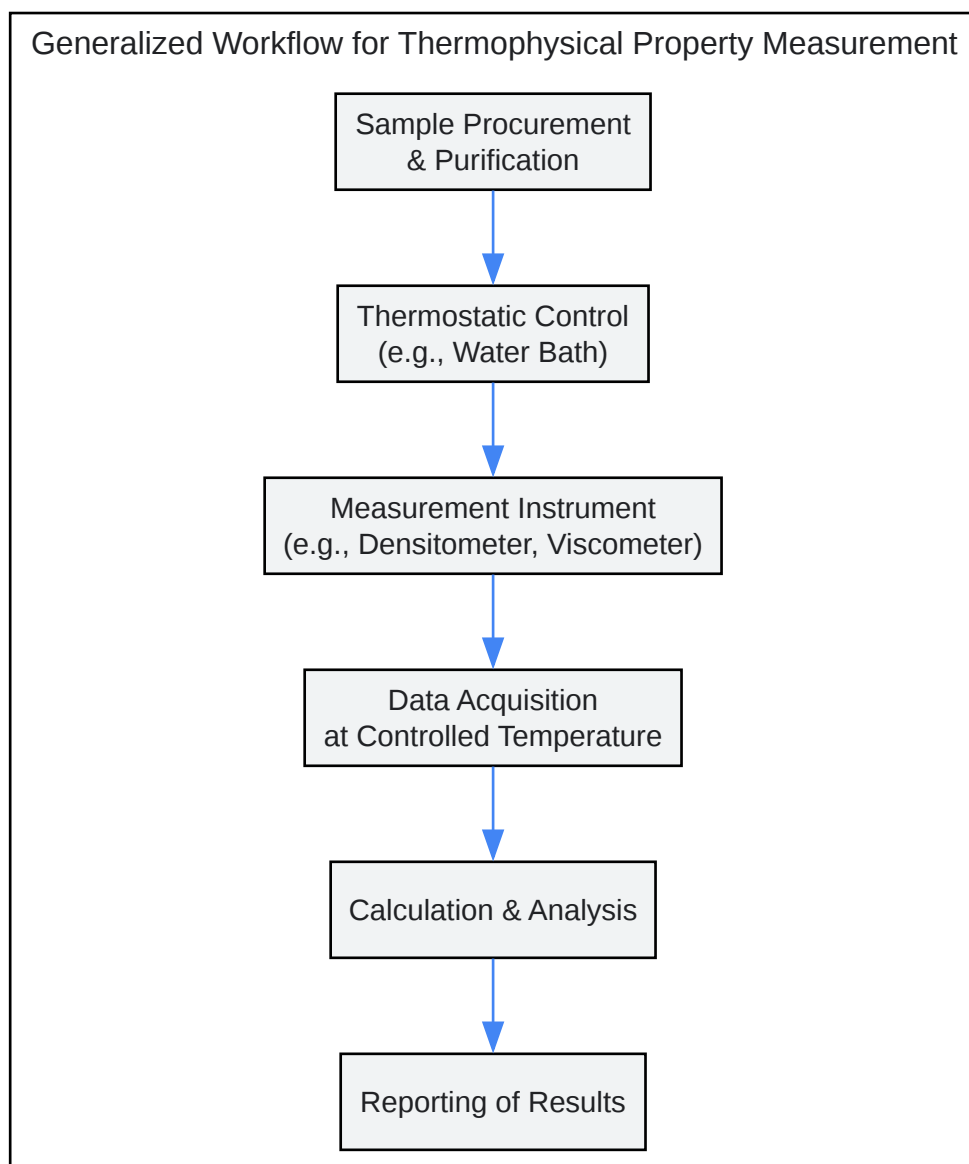 Generalized Workflow for Thermophysical Property Measurement
Sample Procurement
& Purification
Thermostatic Control
(e.g., Water Bath)
Measurement Instrument
(e.g., Densitometer, Viscometer)
Data Acquisition
at Controlled Temperature
Calculation & Analysis
Reporting of Results